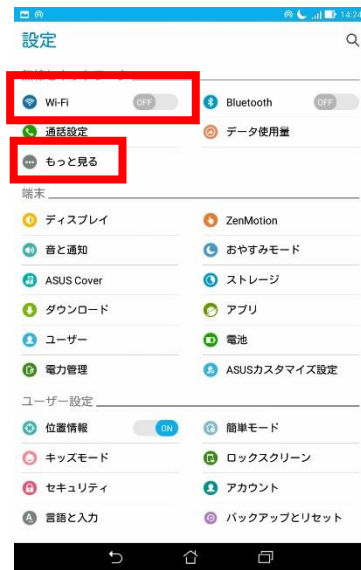 14:24
設定
Wi-Fi OFF Bluetooth OFF
通話設定 データ使用量
もっと見る
端末
ディスプレイ ZenMotion
音と通知 おやすみモード
ASUS Cover ストレージ
ダウンロード アプリ
ユーザー 電池
電力管理 ASUSカスタマイズ設定
ユーザー設定
位置情報 ON 簡単モード
キッズモード ロックスクリーン
セキュリティ アカウント
言語と入力 バックアップとリセット